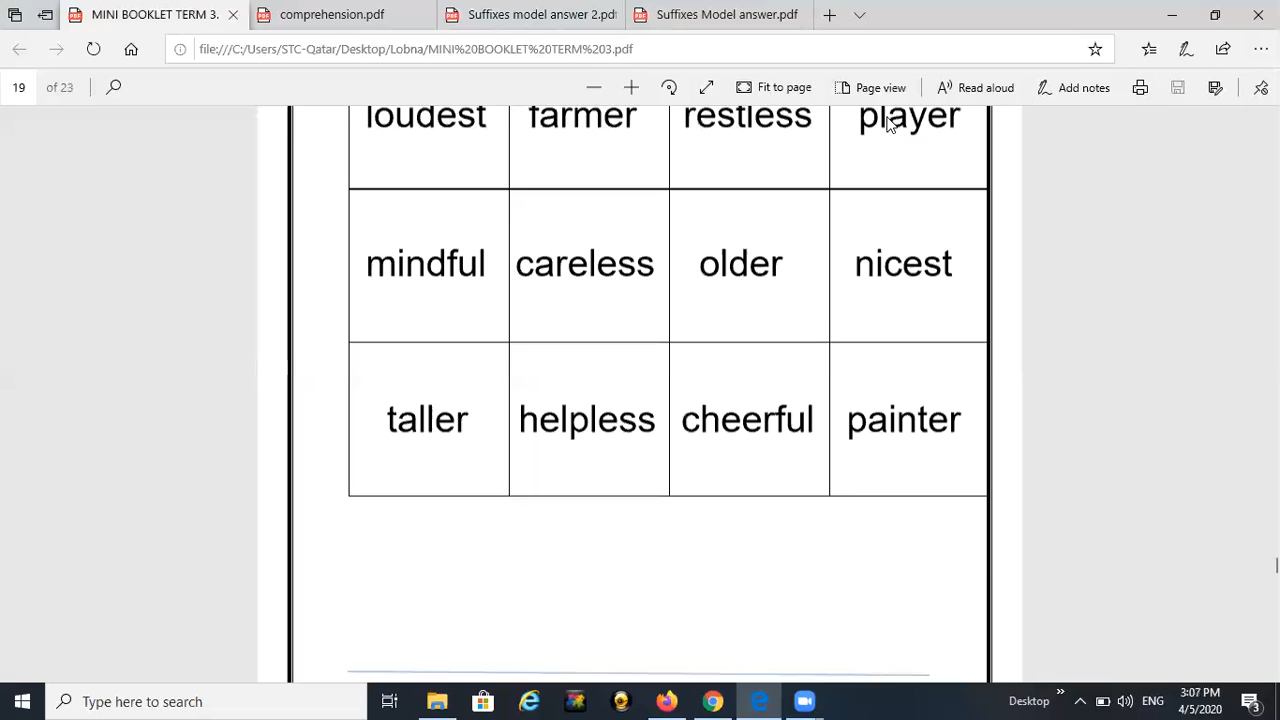 MINI BOOKLET TERM 3.
comprehension.pdf
Suffixes model answer 2.pdf
Suffixes Model answer.pdf
file:///C:/Users/STC-Qatar/Desktop/Lobna/MINI%20BOOKLET%20TERM%203.pdf
19 of 23 Fit to page Page view Read aloud Add notes
loudest farmer restless player
mindful careless older nicest
taller helpless cheerful painter
Type here to search
Desktop » ENG 3:07 PM
4/5/2020
3